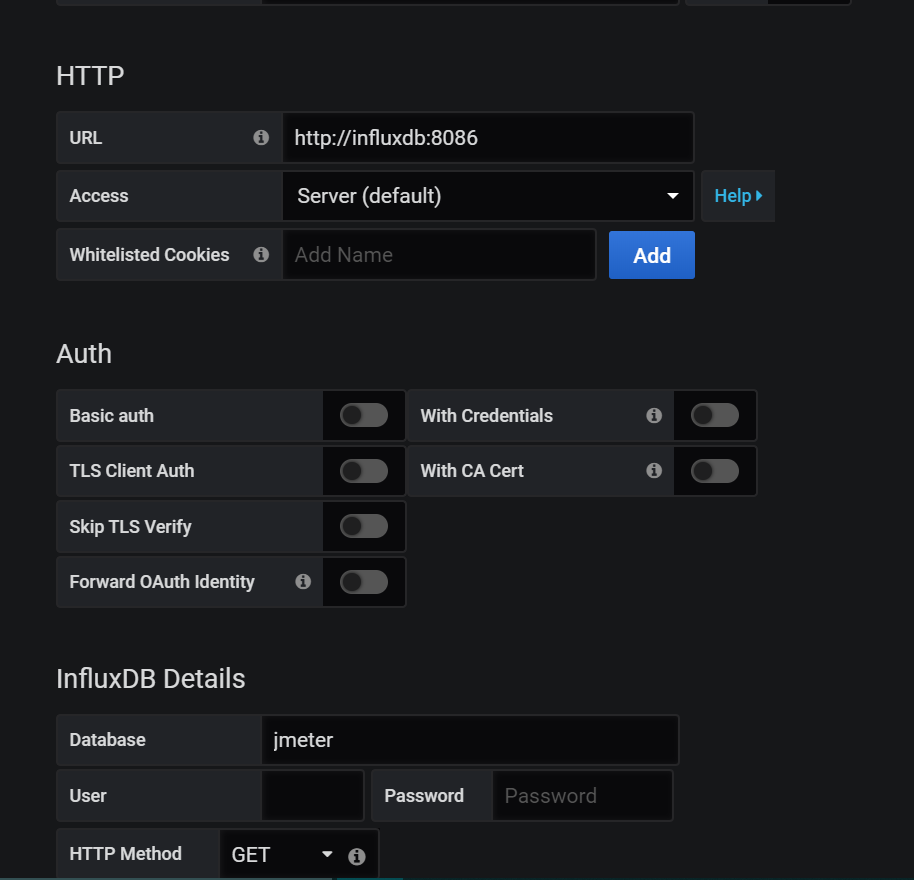 HTTP
URL http://influxdb:8086
Access Server (default) Help
Whitelisted Cookies Add Name Add
Auth
Basic auth With Credentials
TLS Client Auth With CA Cert
Skip TLS Verify
Forward OAuth Identity
InfluxDB Details
Database jmeter
User Password Password
HTTP Method GET